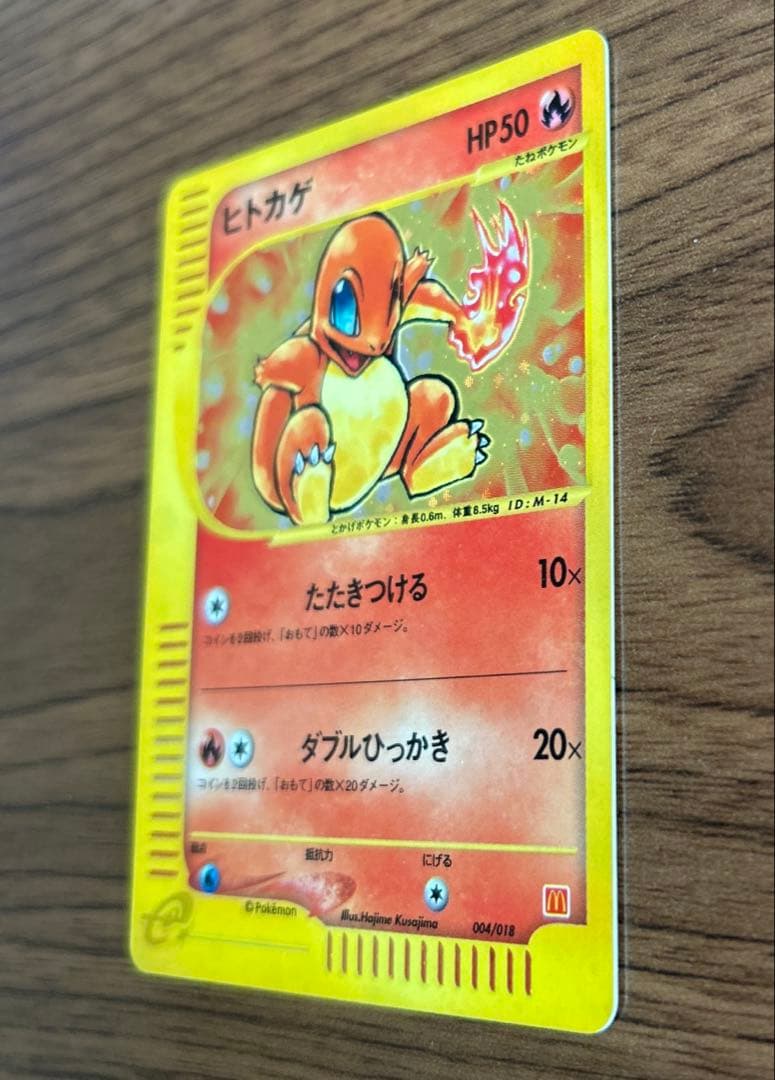 HP50
たねポケモン
ヒトカゲ
とかげポケモン：身長0.6m、体重8.5kg ID:M-14
たたきつける 10×
コインを2回投げ、「おもて」の数×10ダメージ。
ダブルひっかき 20×
コインを2回投げ、「おもて」の数×20ダメージ。
弱点 抵抗力 にげる
©Pokémon Illus.Hajime Kusajima 004/018